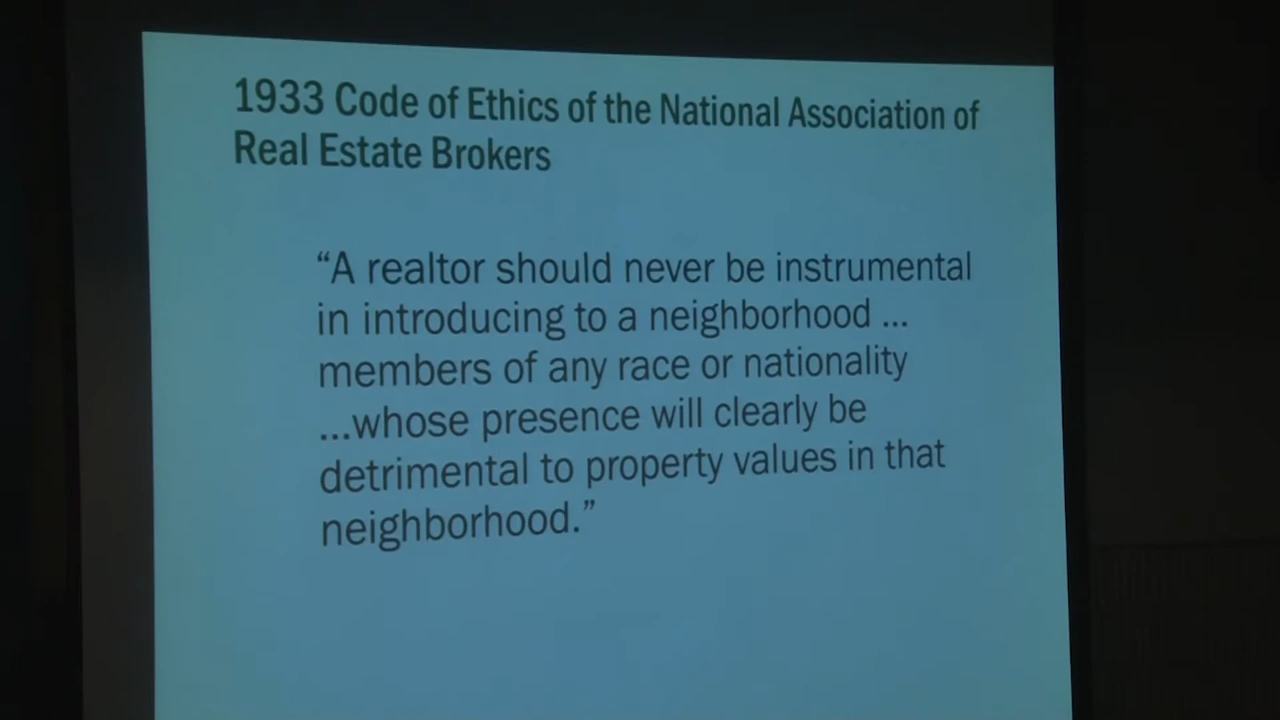 1933 Code of Ethics of the National Association of
Real Estate Brokers
“A realtor should never be instrumental
in introducing to a neighborhood ...
members of any race or nationality
...whose presence will clearly be
detrimental to property values in that
neighborhood.”